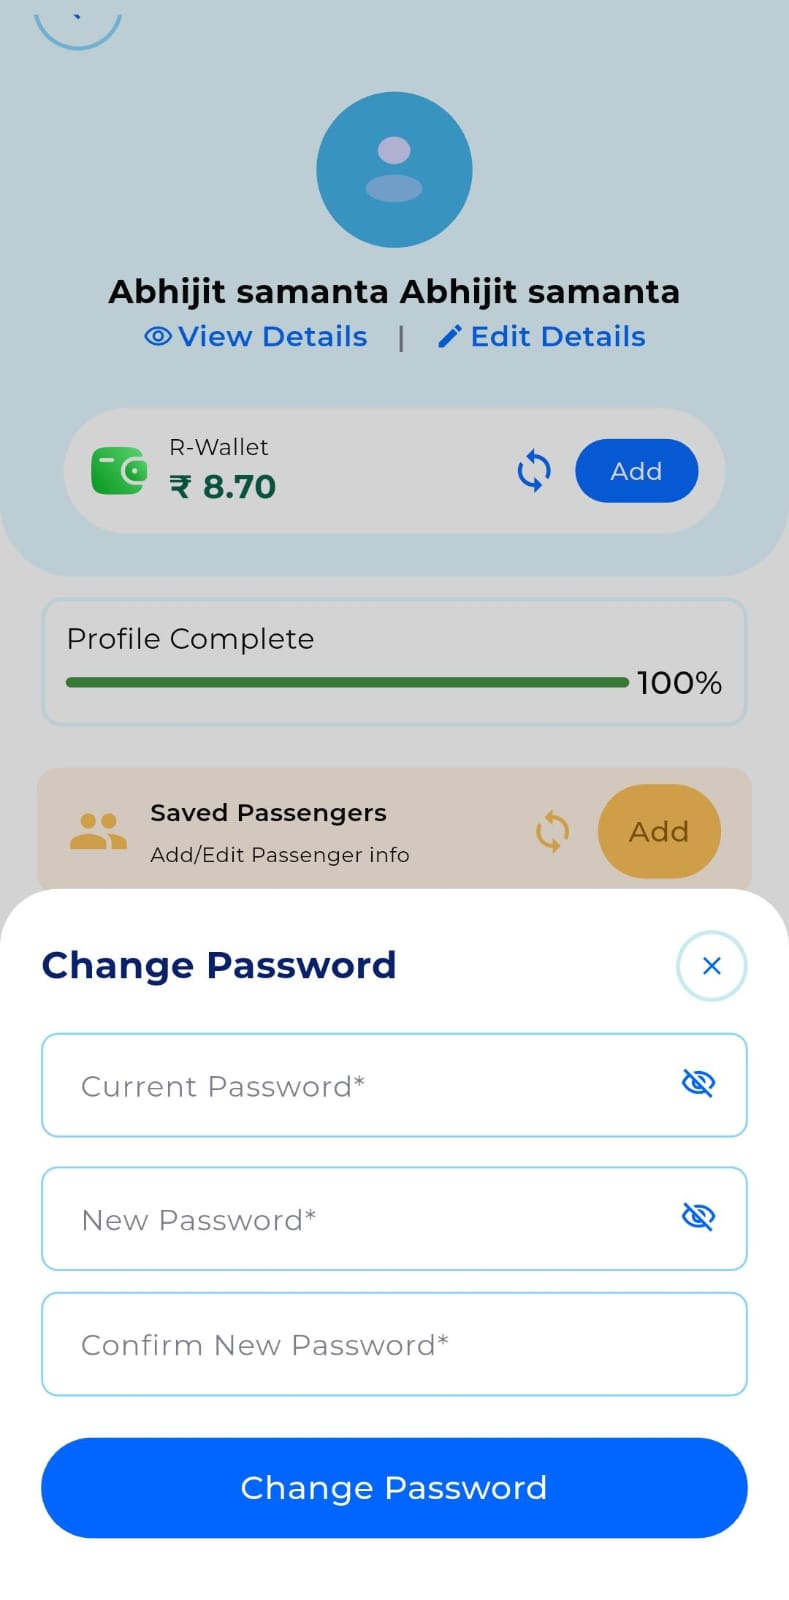 Abhijit samanta Abhijit samanta
View Details | Edit Details
R-Wallet
₹ 8.70
Add
Profile Complete
100%
Saved Passengers
Add/Edit Passenger info
Add
Change Password
Current Password*
New Password*
Confirm New Password*
Change Password